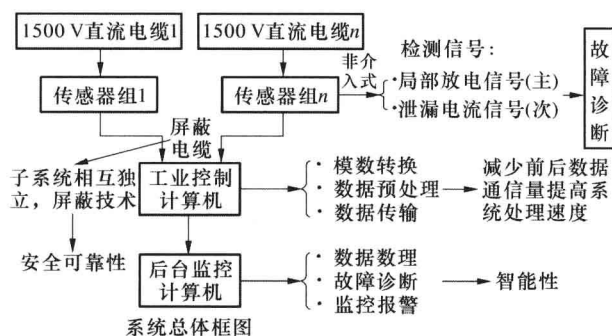 1500 V直流电缆1
1500 V直流电缆n
非介
入式
检测信号：
·局部放电信号(主)
·泄漏电流信号(次)
故障诊断
传感器组1
传感器组n
屏蔽
电缆
子系统相互独
立，屏蔽技术
安全可靠性
工业控制
计算机
·模数转换
·数据预处理
·数据传输
减少前后数据
通信量提高系
统处理速度
后台监控
计算机
·数据数理
·故障诊断
·监控报警
智能性
系统总体框图